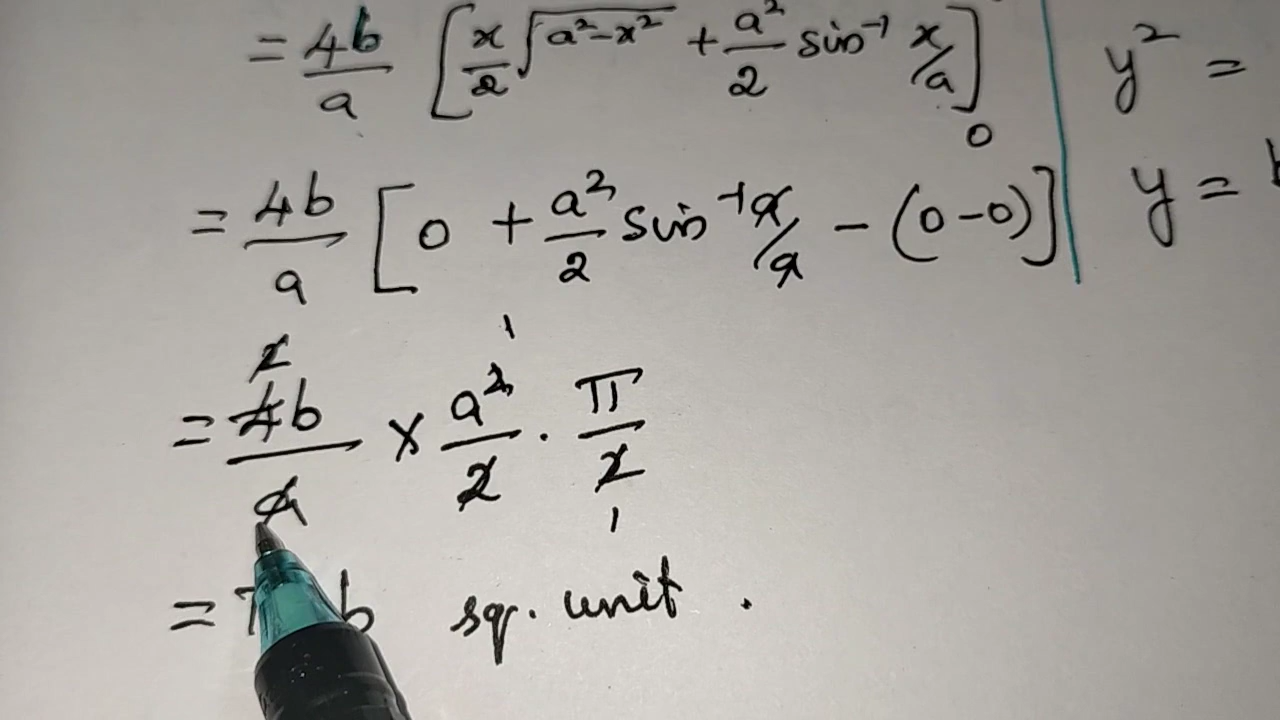 = 4b/a [x/2 √a²-x² + a²/2 sin⁻¹ x/a]₀
y² =
= 4b/a [0 + a²/2 sin⁻¹ a/a - (0-0)]
y =
2 1
= 4b/a × a²/2 . π/2
1
= b sq. unit .